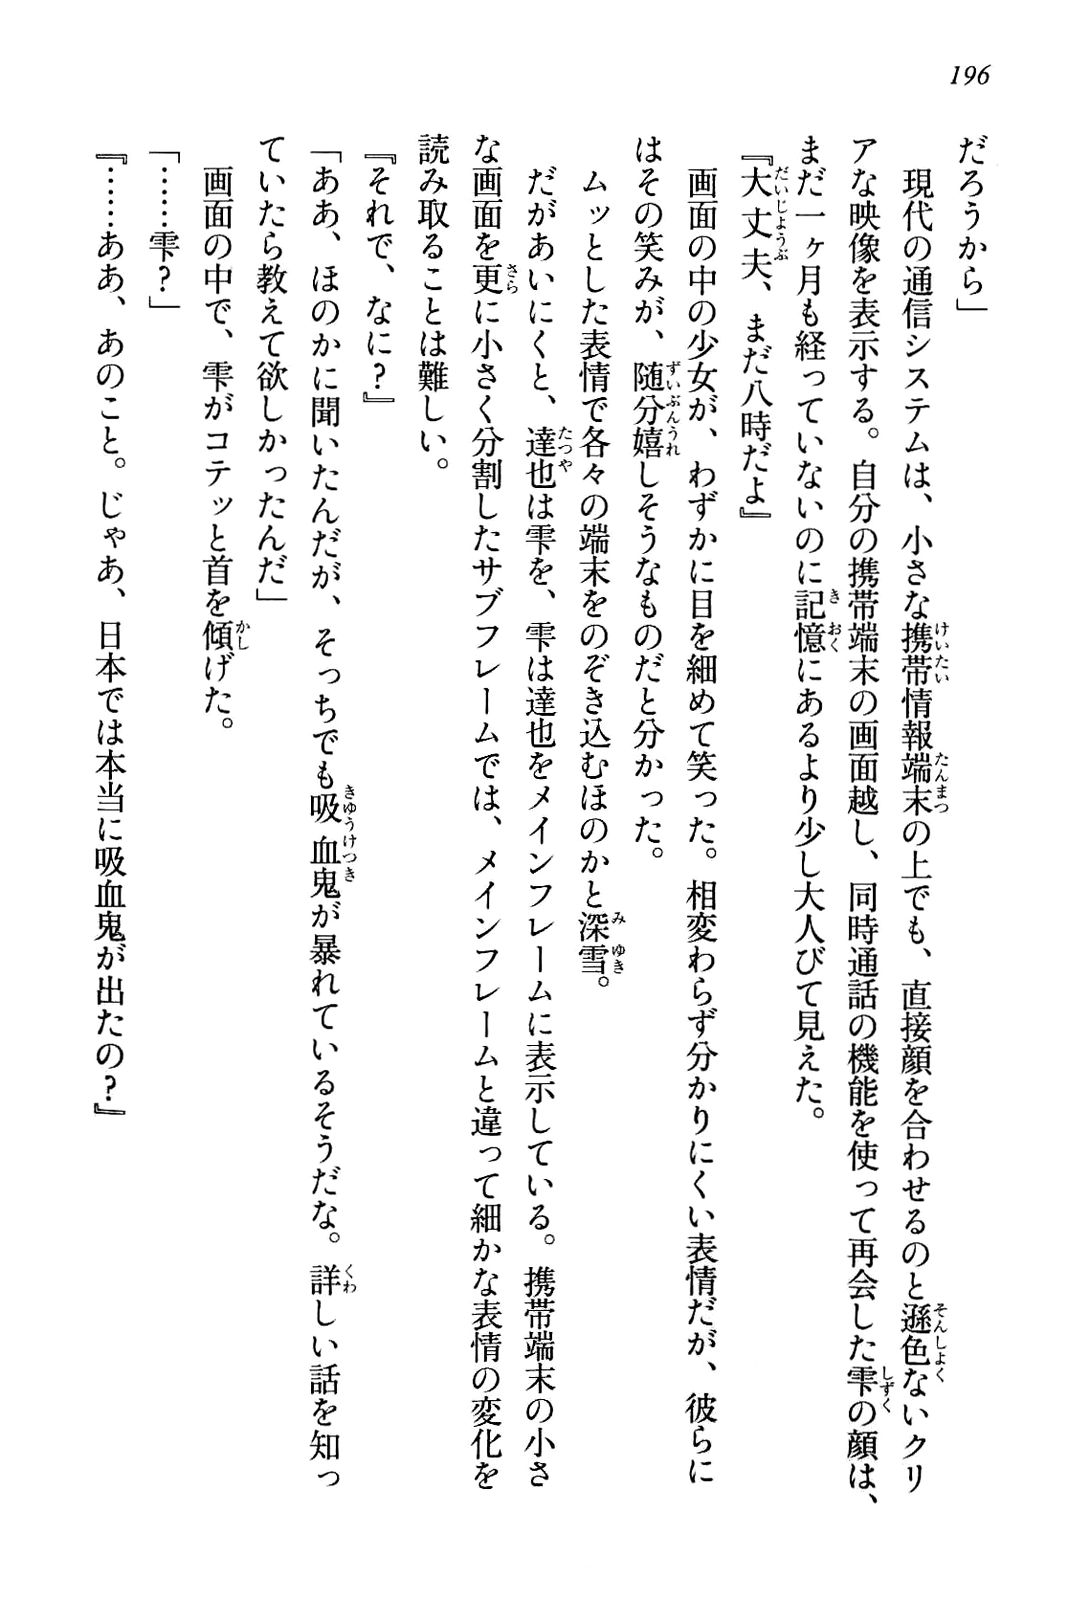 196
だろうから」
　現代の通信システムは、小さな携帯情報端末の上でも、直接顔を合わせるのと遜色ないクリ
アな映像を表示する。自分の携帯端末の画面越し、同時通話の機能を使って再会した雫の顔は、
まだ一ヶ月も経っていないのに記憶にあるより少し大人びて見えた。
『大丈夫、まだ八時だよ』
　画面の中の少女が、わずかに目を細めて笑った。相変わらず分かりにくい表情だが、彼らに
はその笑みが、随分嬉しそうなものだと分かった。
　ムッとした表情で各々の端末をのぞき込むほのかと深雪。
　だがあいにくと、達也は雫を、雫は達也をメインフレームに表示している。携帯端末の小さ
な画面を更に小さく分割したサブフレームでは、メインフレームと違って細かな表情の変化を
読み取ることは難しい。
『それで、なに？』
「ああ、ほのかに聞いたんだが、そっちでも吸血鬼が暴れているそうだな。詳しい話を知っ
ていたら教えて欲しかったんだ」
　画面の中で、雫がコテッと首を傾げた。
「……雫？」
『……ああ、あのこと。じゃあ、日本では本当に吸血鬼が出たの？』